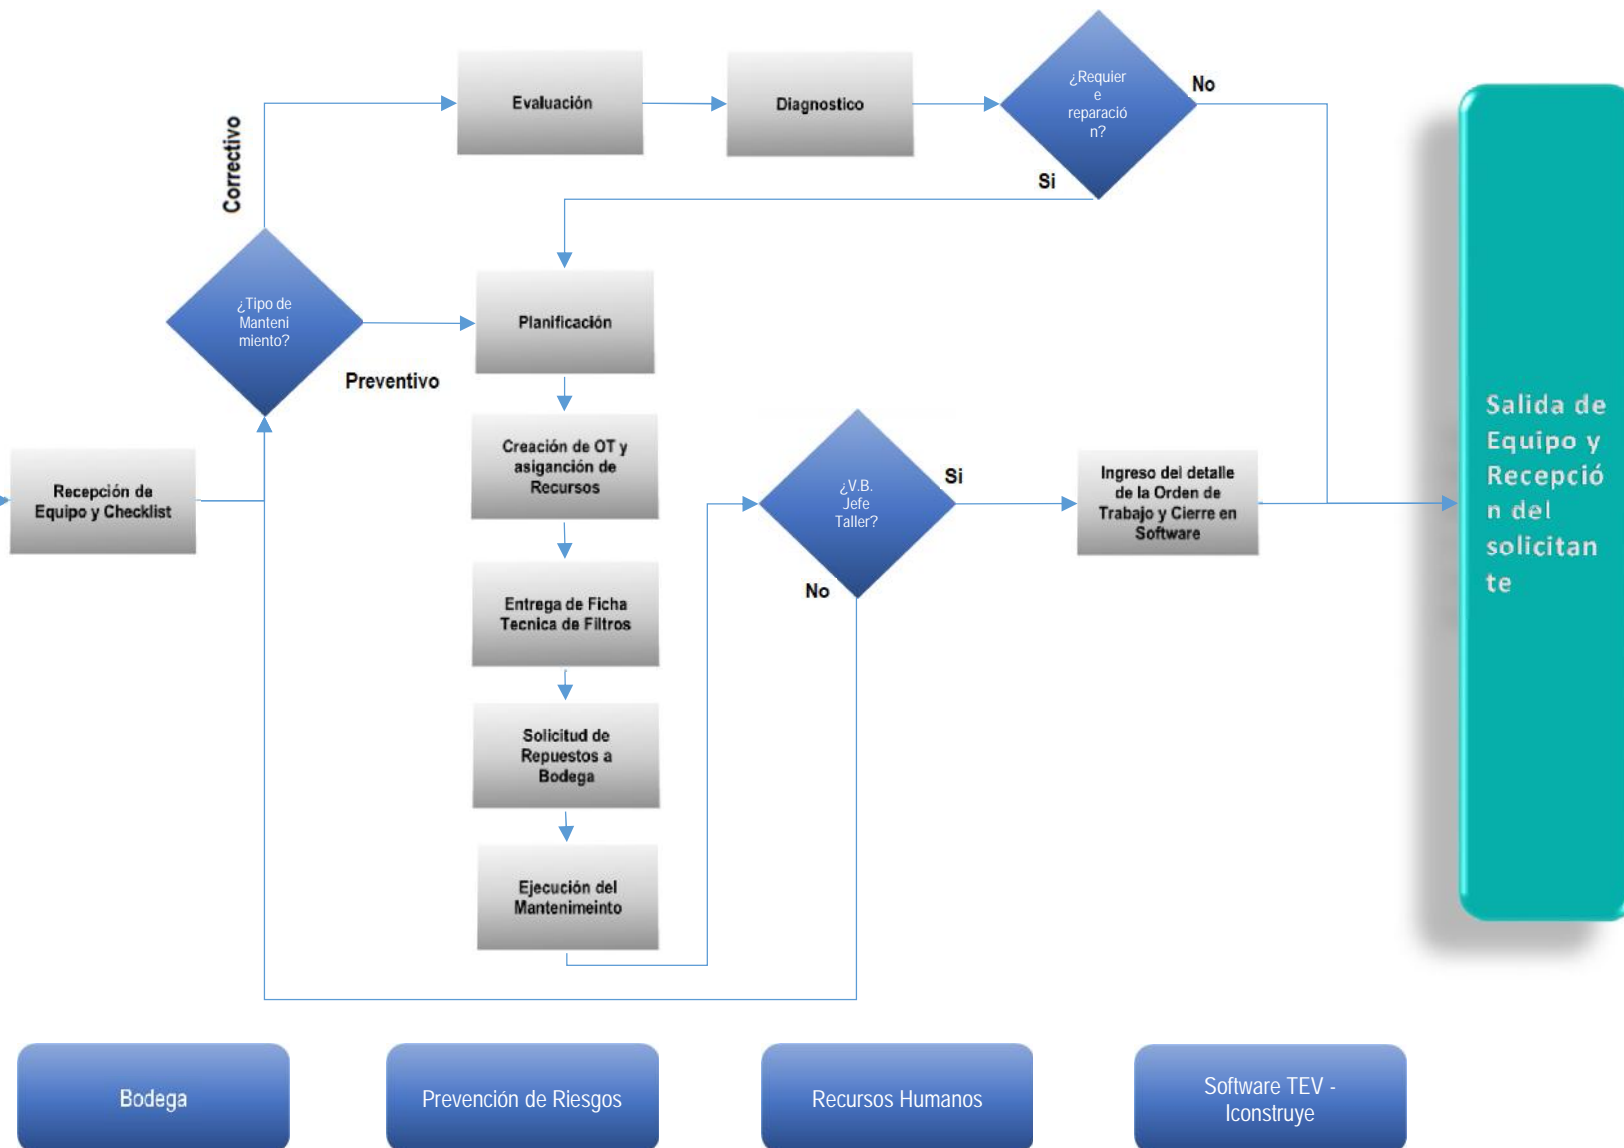 Evaluación
Diagnostico
¿Requier
e
reparació
n?
No
Si
Correctivo
¿Tipo de
Manteni
miento?
Preventivo
Planificación
Recepción de
Equipo y Checklist
Creación de OT y
asigancón de
Recursos
Entrega de Ficha
Tecnica de Filtros
Solicitud de
Repuestos a
Bodega
Ejecución del
Mantenimeinto
¿V.B.
Jefe
Taller?
Si
No
Ingreso del detalle
de la Orden de
Trabajo y Cierre en
Software
Salida de
Equipo y
Recepció
n del
solicitan
te
Bodega
Prevención de Riesgos
Recursos Humanos
Software TEV -
Iconstruye